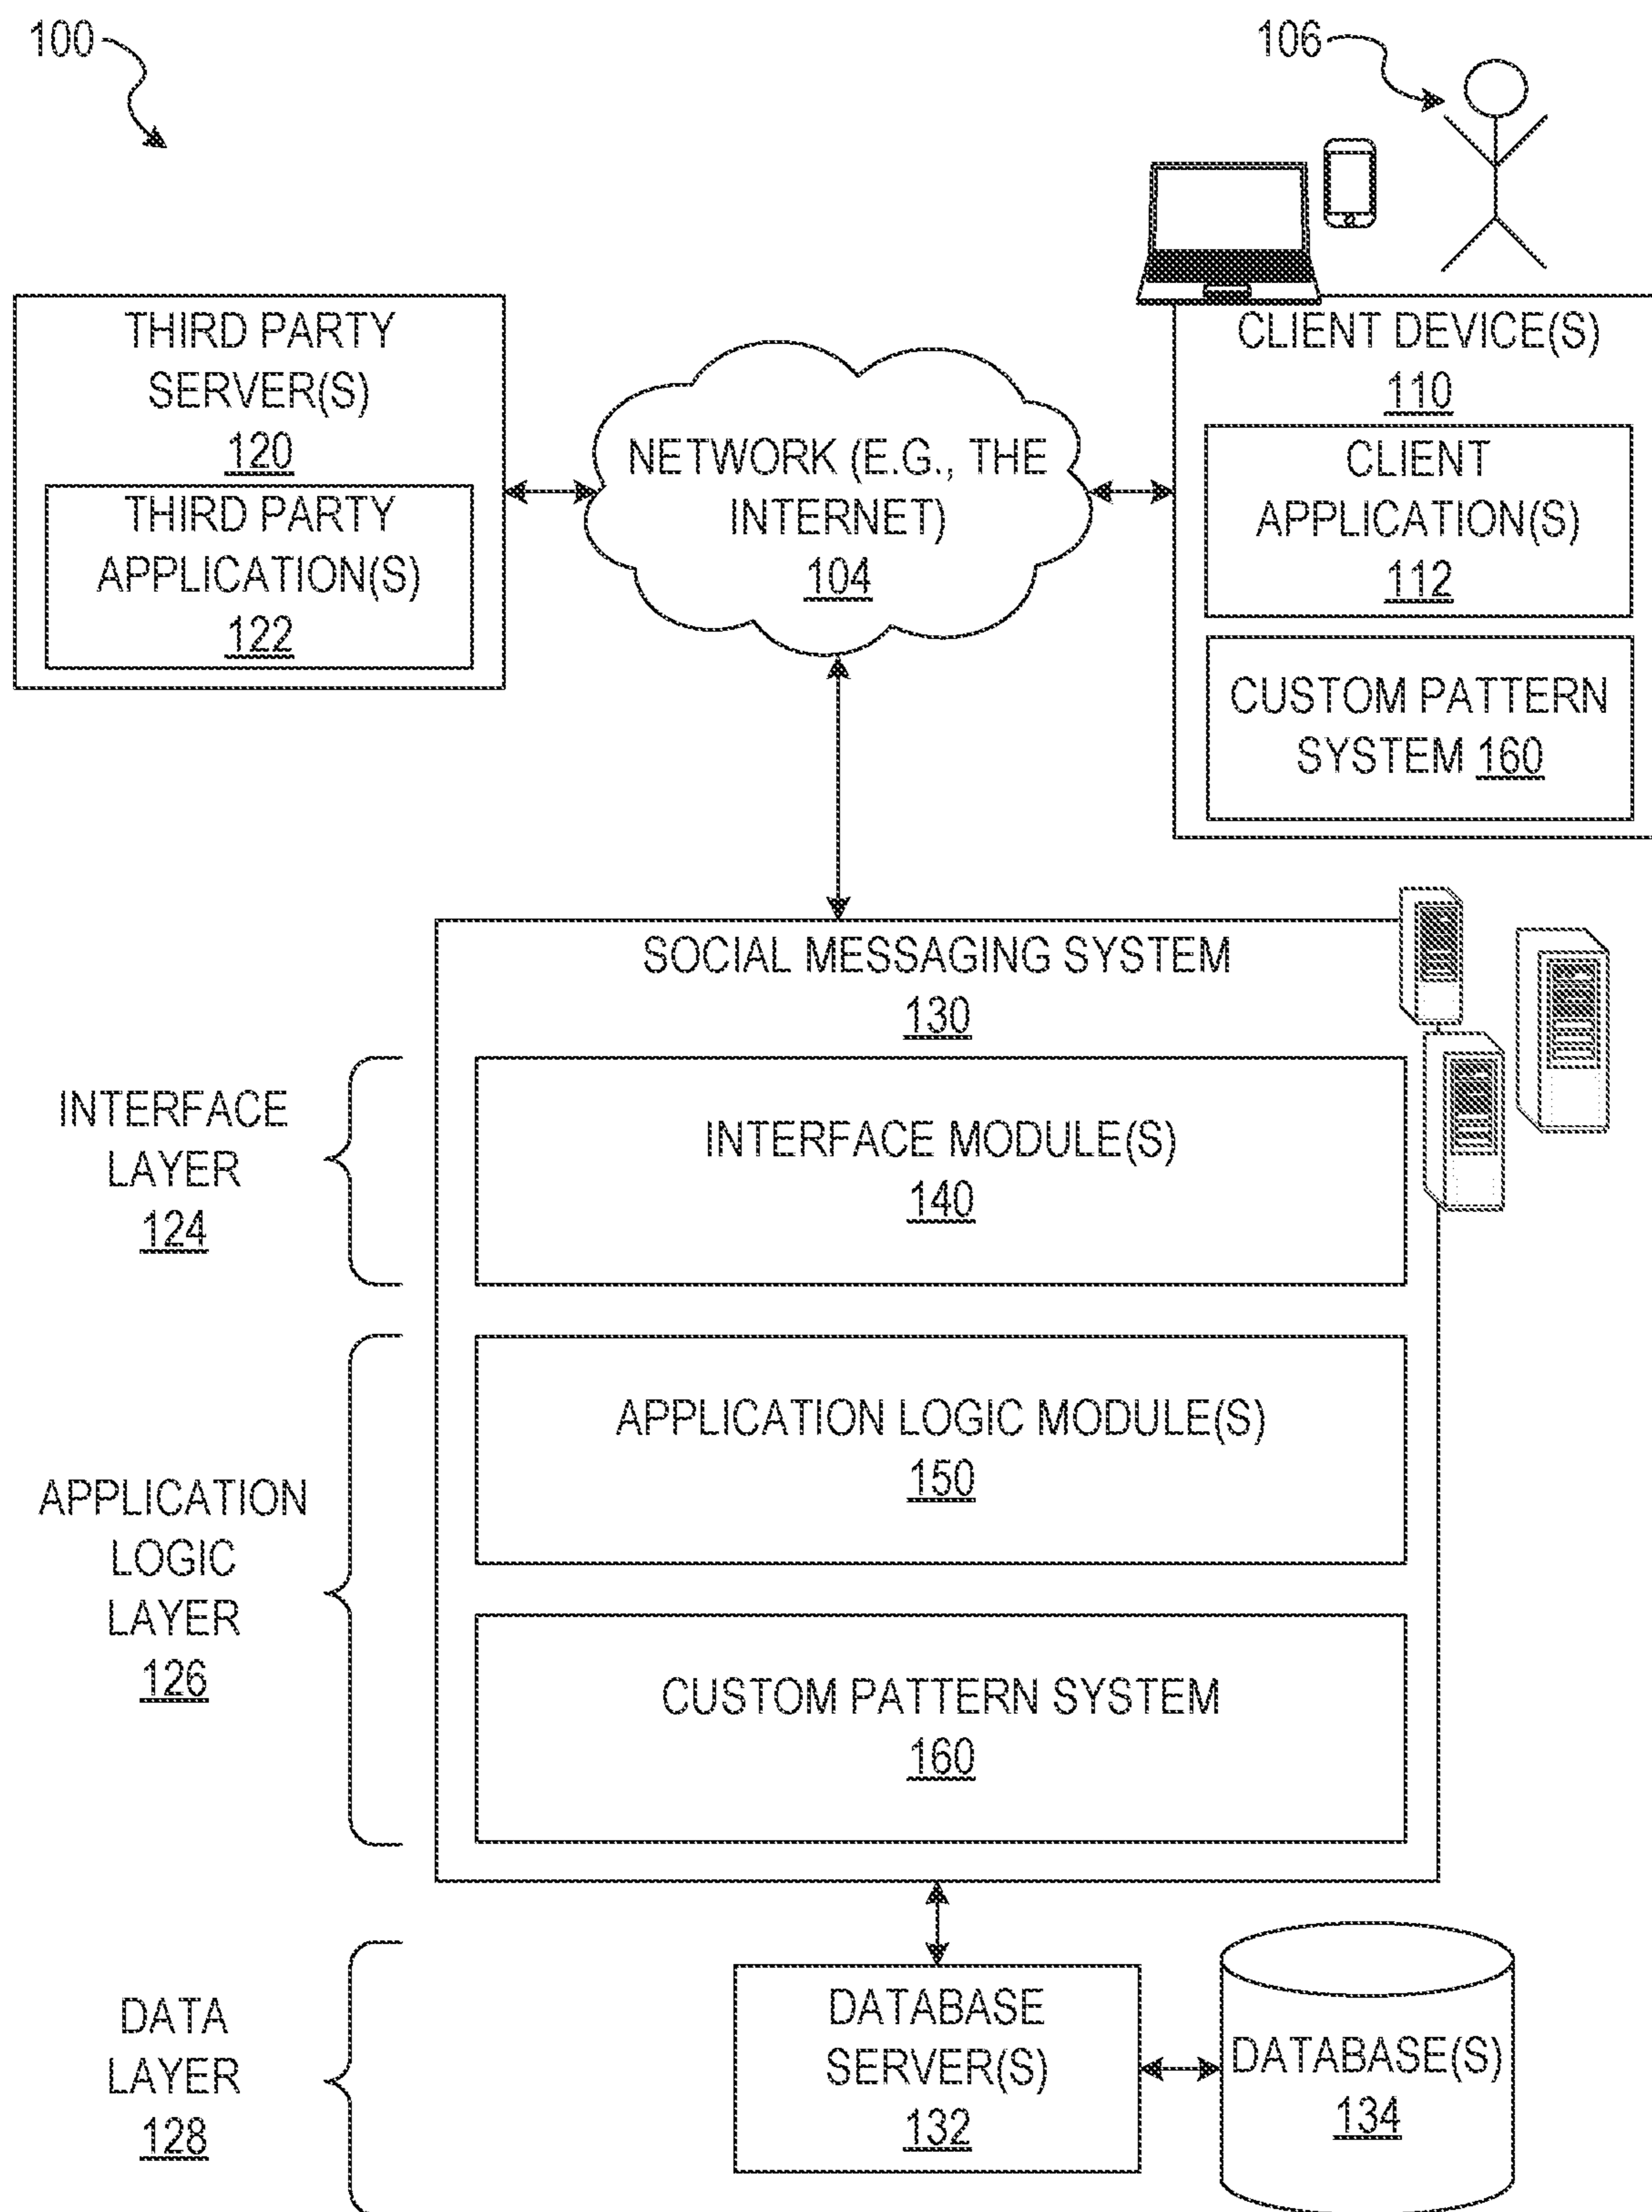 100
106
THIRD PARTY
SERVER(S)
120
THIRD PARTY
APPLICATION(S)
122
NETWORK (E.G., THE
INTERNET)
104
CLIENT DEVICE(S)
110
CLIENT
APPLICATION(S)
112
CUSTOM PATTERN
SYSTEM 160
SOCIAL MESSAGING SYSTEM
130
INTERFACE
LAYER
124
INTERFACE MODULE(S)
140
APPLICATION
LOGIC
LAYER
126
APPLICATION LOGIC MODULE(S)
150
CUSTOM PATTERN SYSTEM
160
DATA
LAYER
128
DATABASE
SERVER(S)
132
DATABASE(S)
134